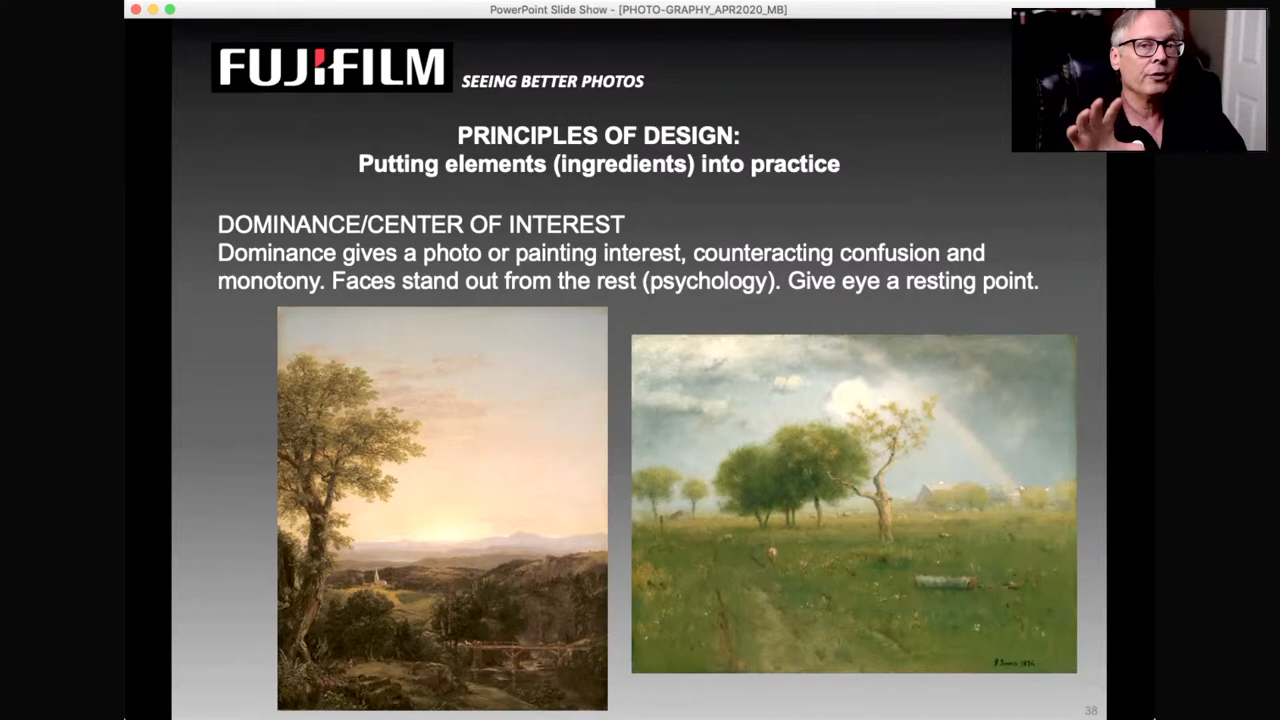 PowerPoint Slide Show - [PHOTO-GRAPHY_APR2020_MB]
FUJIFILM SEEING BETTER PHOTOS
PRINCIPLES OF DESIGN:
Putting elements (ingredients) into practice
DOMINANCE/CENTER OF INTEREST
Dominance gives a photo or painting interest, counteracting confusion and
monotony. Faces stand out from the rest (psychology). Give eye a resting point.
38